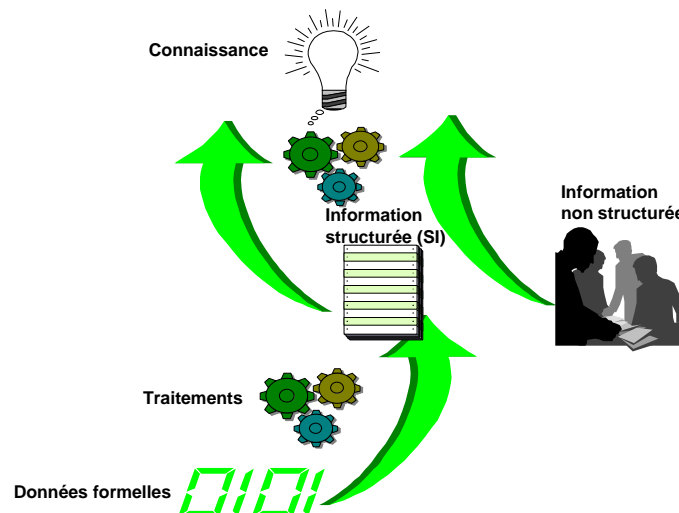 Connaissance
Information
non structurée
Information
structurée (SI)
Traitements
Données formelles
0101